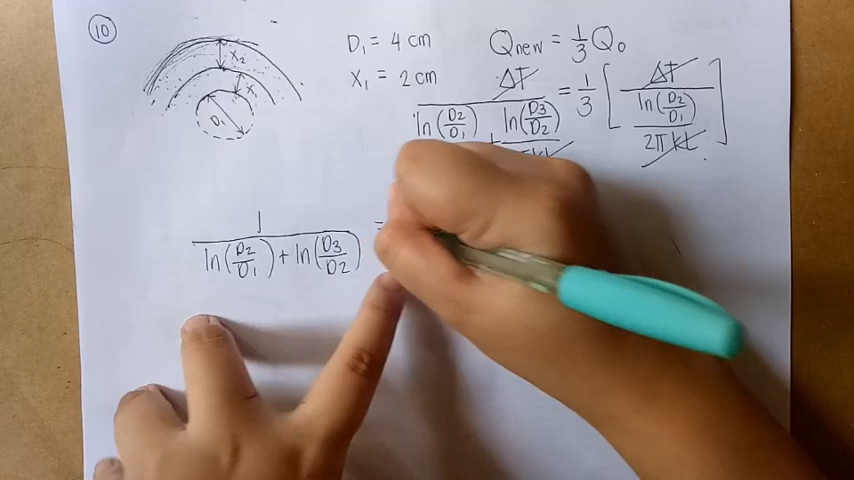 10
X₂
X₁
D₁
D₁ = 4 cm
X₁ = 2 cm
Qnew = 1/3 Q₀
ΔT / (ln(D₂/D₁) + ln(D₃/D₂)) = 1/3 [ΔT / (ln(D₂/D₁) / 2πkL)]
1 / (ln(D₂/D₁) + ln(D₃/D₂)) =